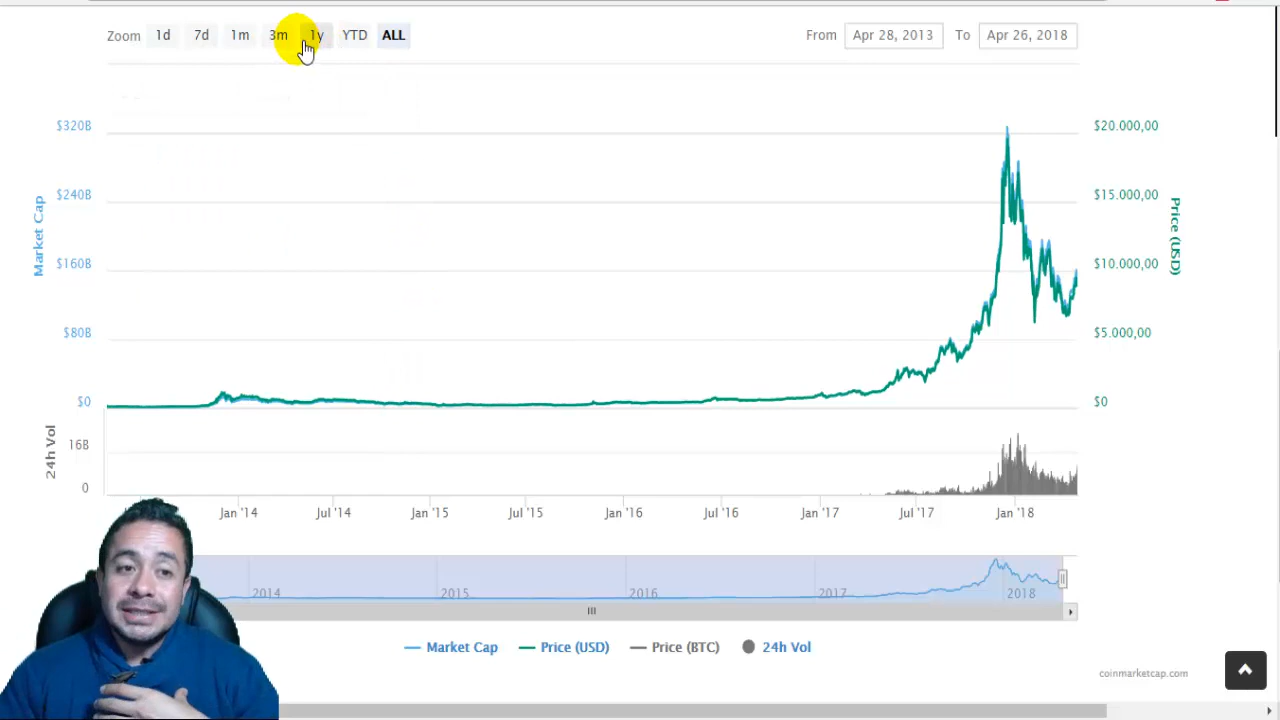 Zoom 1d 7d 1m 3m 1y YTD ALL From Apr 28, 2013 To Apr 26, 2018
$320B
$240B
$160B
$80B
$0
Market Cap
$20.000,00
$15.000,00
$10.000,00
$5.000,00
$0
Price (USD)
24h Vol
16B
0
Jan '14 Jul '14 Jan '15 Jul '15 Jan '16 Jul '16 Jan '17 Jul '17 Jan '18
2014 2015 2016 2017 2018
Market Cap Price (USD) Price (BTC) 24h Vol
coinmarketcap.com